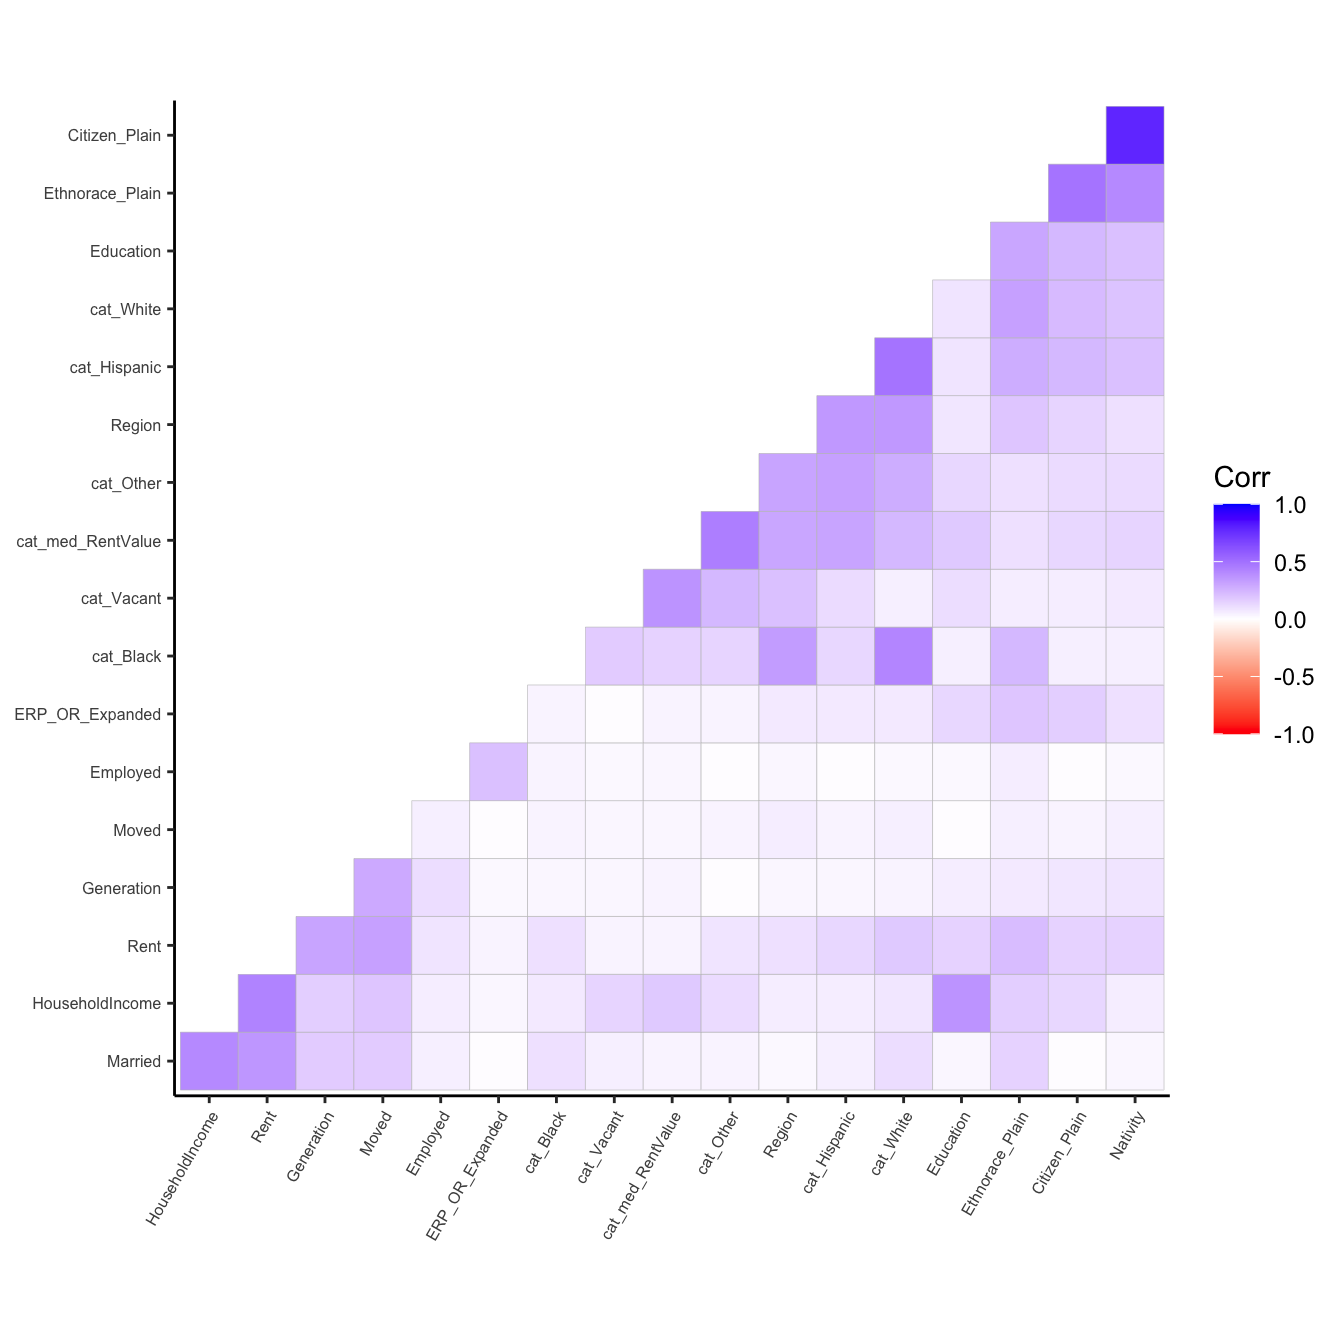 Citizen_Plain
Ethnorace_Plain
Education
cat_White
cat_Hispanic
Region
cat_Other
cat_med_RentValue
cat_Vacant
cat_Black
ERP_OR_Expanded
Employed
Moved
Generation
Rent
HouseholdIncome
Married
HouseholdIncome
Rent
Generation
Moved
Employed
ERP_OR_Expanded
cat_Black
cat_Vacant
cat_med_RentValue
cat_Other
Region
cat_Hispanic
cat_White
Education
Ethnorace_Plain
Citizen_Plain
Nativity
Corr
1.0
0.5
0.0
-0.5
-1.0